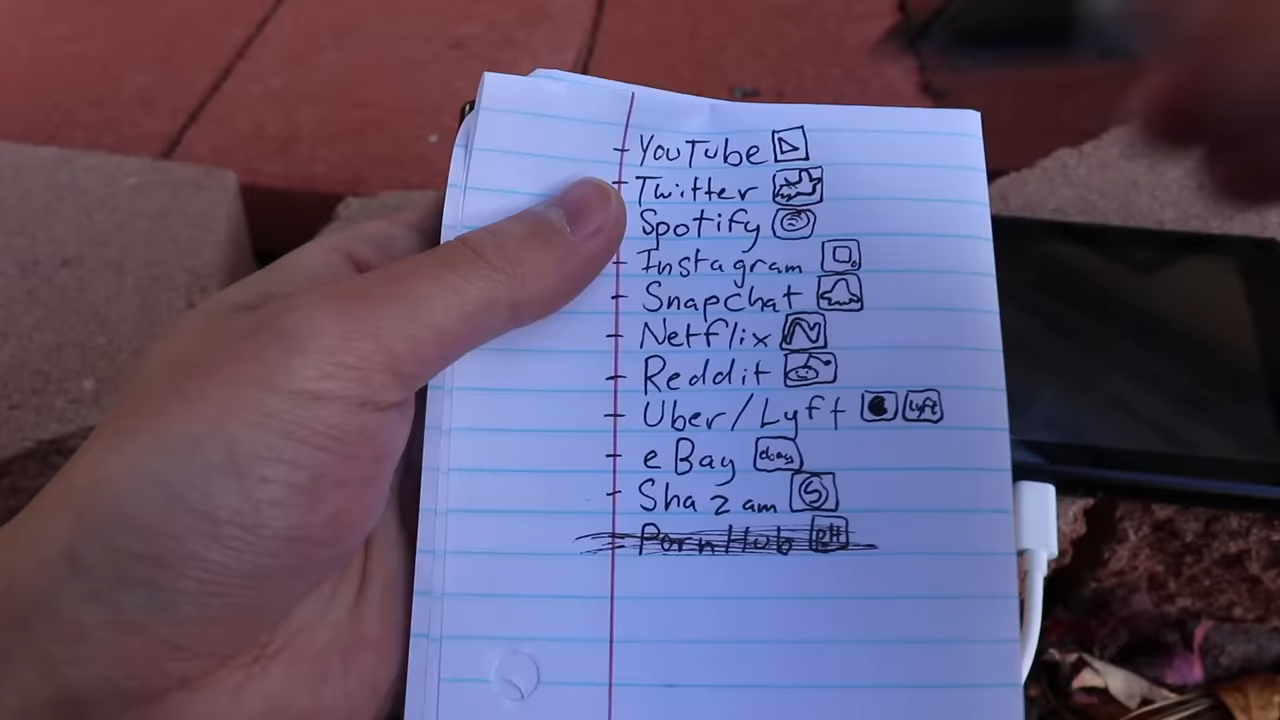 - YouTube
- Twitter
- Spotify
- Instagram
- Snapchat
- Netflix
- Reddit
- Uber/Lyft Lyft
- eBay ebay
- Shazam S
- PornHub PH